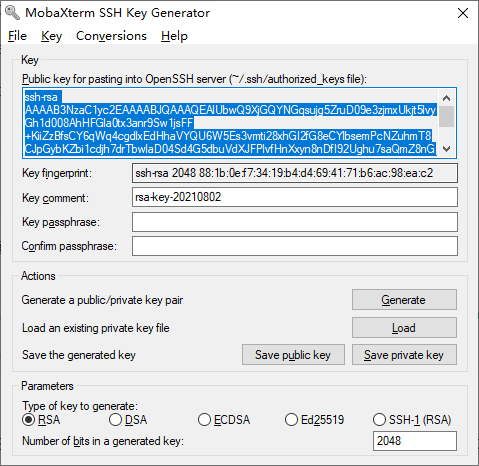 MobaXterm SSH Key Generator
File Key Conversions Help
Key
Public key for pasting into OpenSSH server (~/.ssh/authorized_keys file):
ssh-rsa
Key fingerprint: ssh-rsa 2048 88:1b:0e:f7:34:19:b4:d4:69:41:71:b6:ac:98:ea:c2
Key comment: rsa-key-20210802
Key passphrase:
Confirm passphrase:
Actions
Generate a public/private key pair Generate
Load an existing private key file Load
Save the generated key Save public key Save private key
Parameters
Type of key to generate:
RSA DSA ECDSA Ed25519 SSH-1 (RSA)
Number of bits in a generated key: 2048